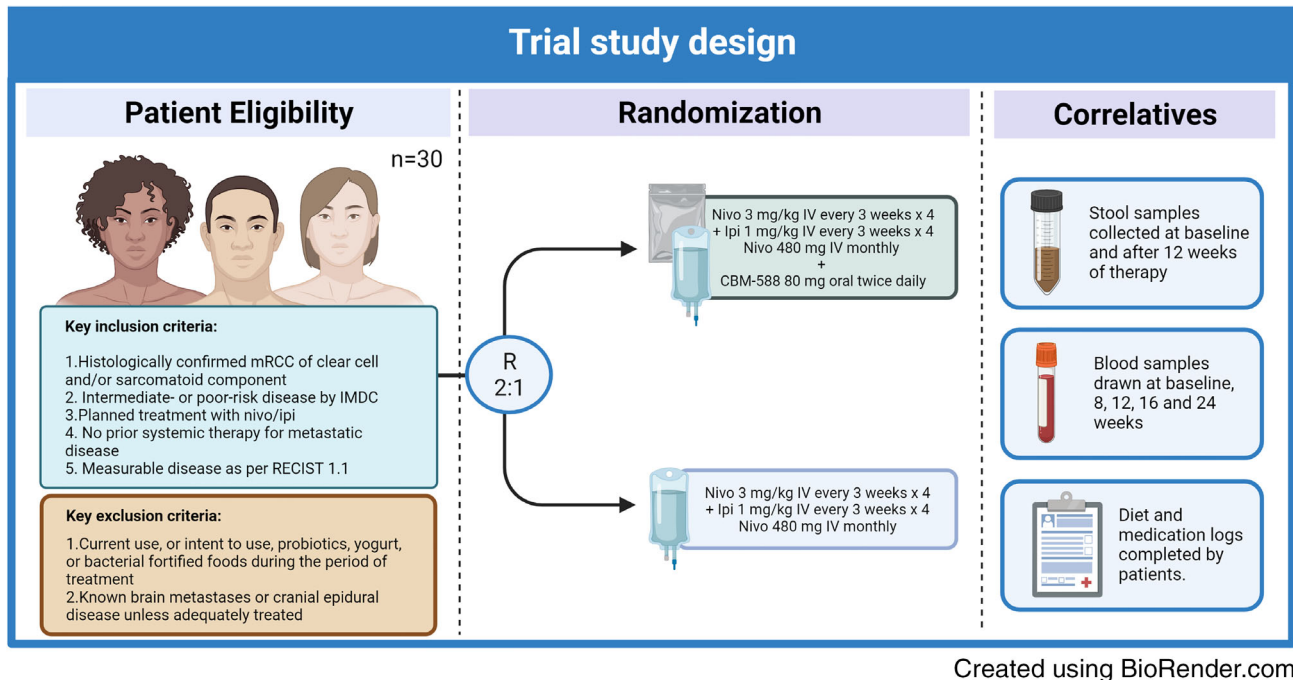 Trial study design
Patient Eligibility
n=30
Key inclusion criteria:
1.Histologically confirmed mRCC of clear cell
and/or sarcomatoid component
2. Intermediate- or poor-risk disease by IMDC
3.Planned treatment with nivo/ipi
4. No prior systemic therapy for metastatic
disease
5. Measurable disease as per RECIST 1.1
Key exclusion criteria:
1.Current use, or intent to use, probiotics, yogurt,
or bacterial fortified foods during the period of
treatment
2.Known brain metastases or cranial epidural
disease unless adequately treated
Randomization
R
2:1
Nivo 3 mg/kg IV every 3 weeks x 4
+ Ipi 1 mg/kg IV every 3 weeks x 4
Nivo 480 mg IV monthly
+
CBM-588 80 mg oral twice daily
Nivo 3 mg/kg IV every 3 weeks x 4
+ Ipi 1 mg/kg IV every 3 weeks x 4
Nivo 480 mg IV monthly
Correlatives
Stool samples
collected at baseline
and after 12 weeks
of therapy
Blood samples
drawn at baseline,
8, 12, 16 and 24
weeks
Diet and
medication logs
completed by
patients.
Created using BioRender.com